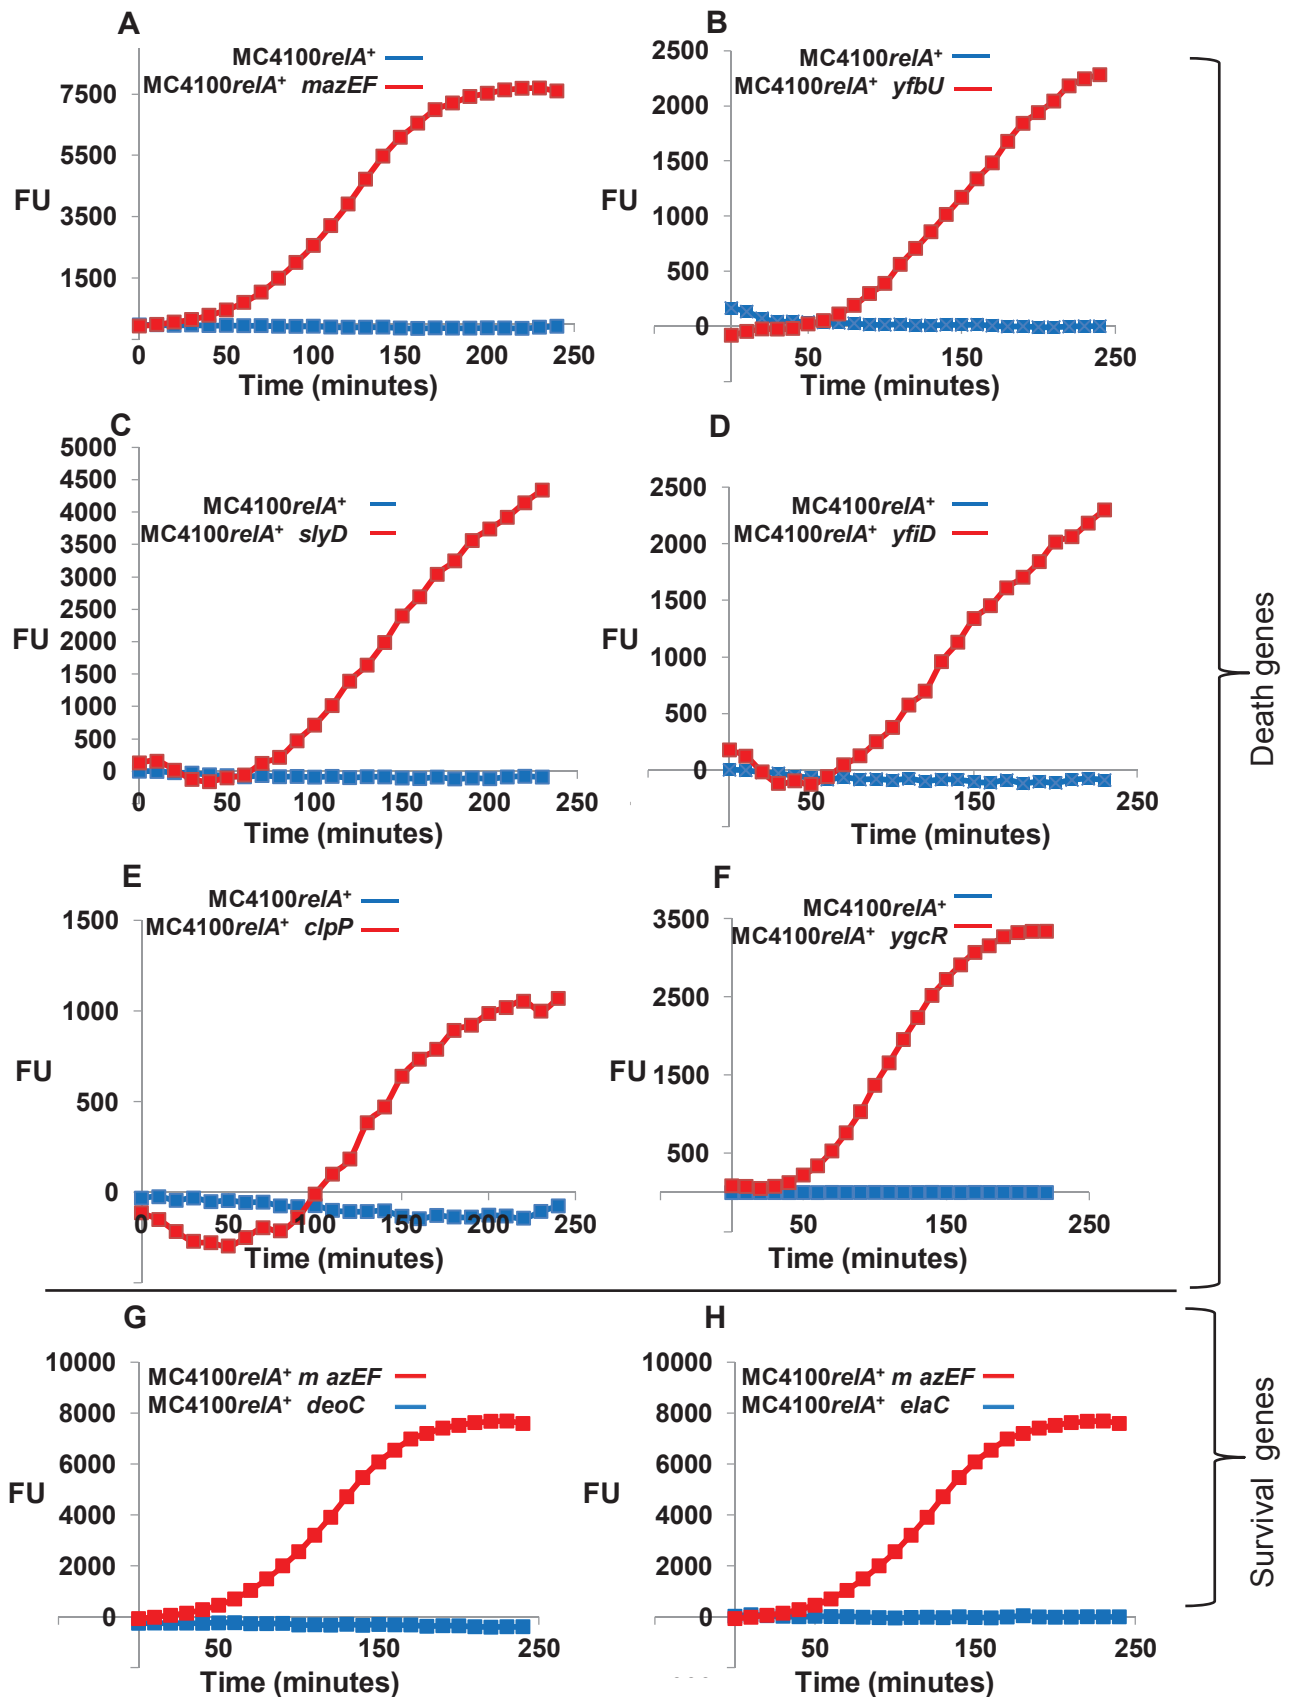 A
MC4100relA+
MC4100relA+ mazEF
7500
5500
FU
3500
1500
0 50 100 150 200 250
Time (minutes)
B
MC4100relA+
MC4100relA+ yfbU
2500
2000
1500
FU
1000
500
0
50 150 250
Time (minutes)
C
MC4100relA+
MC4100relA+ slyD
5000
4500
4000
3500
3000
2500
FU
2000
1500
1000
500
0
0 50 100 150 200 250
Time (minutes)
D
MC4100relA+
MC4100relA+ yfiD
2500
2000
1500
FU
1000
500
0
50 150 250
Time (minutes)
E
MC4100relA+
MC4100relA+ clpP
1500
1000
FU
500
0
0 50 100 150 200 250
Time (minutes)
F
MC4100relA+
MC4100relA+ ygcR
3500
2500
FU
1500
500
50 150 250
Time (minutes)
Death genes
G
MC4100relA+ m azEF
MC4100relA+ deoC
10000
8000
6000
FU
4000
2000
0
50 150 250
Time (minutes)
H
MC4100relA+ m azEF
MC4100relA+ elaC
10000
8000
6000
FU
4000
2000
0
50 150 250
Time (minutes)
Survival genes